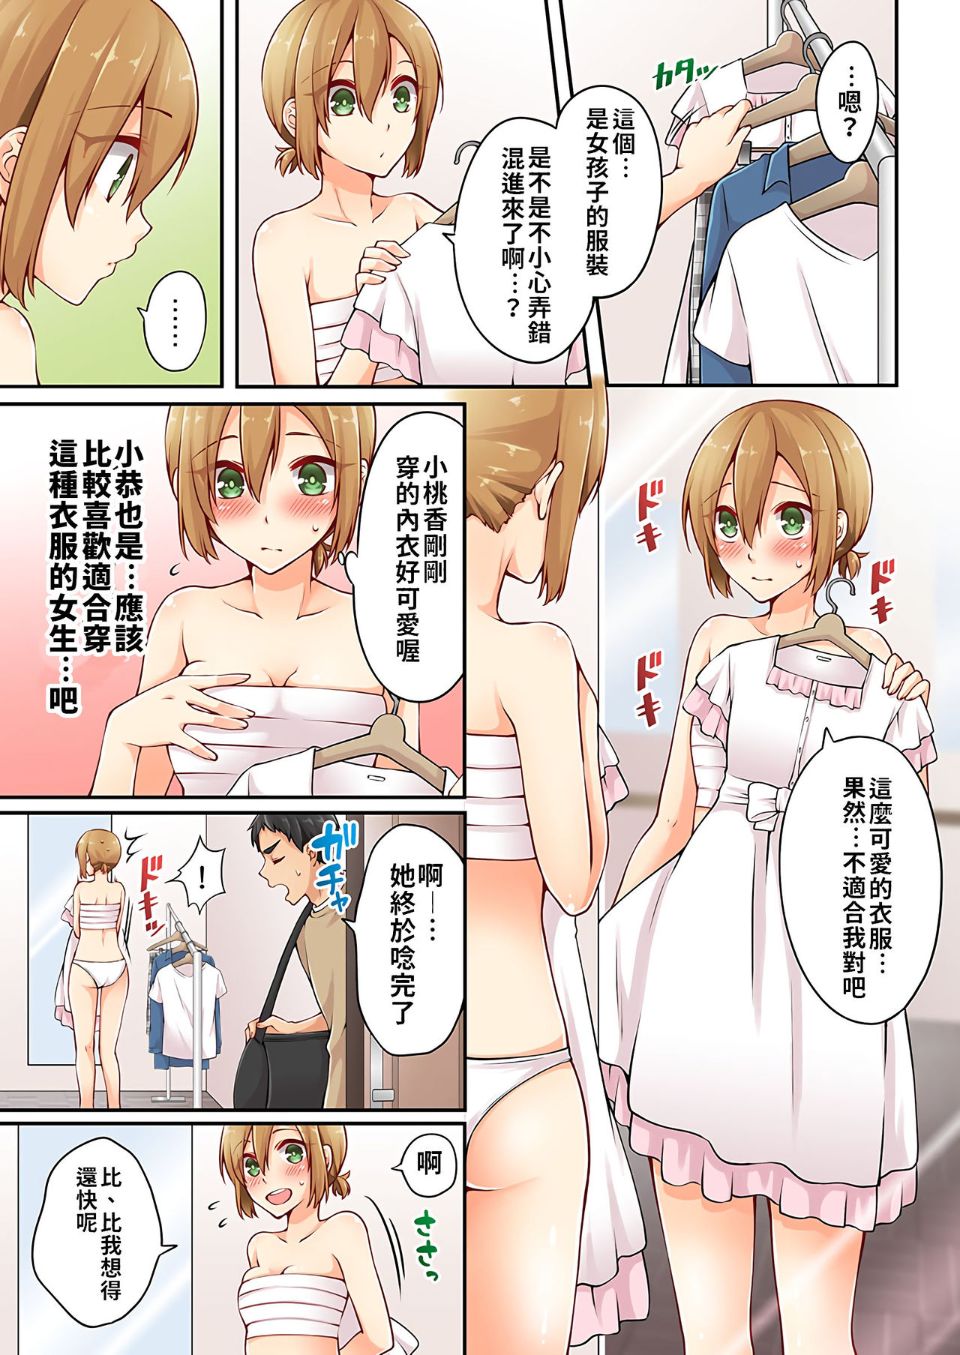 …嗯？
カタッ
這個…
是女孩子的服裝
是不是不小心弄錯
混進來了啊…？
……
ドキ
ドキ
ドキ
這麼可愛的衣服…
果然…不適合我對吧
小桃香剛剛
穿的內衣好可愛喔
小恭也是…應該
比較喜歡適合穿
這種衣服的女生…吧
ガチャ
啊—…
她終於唸完了
！
ドキッ
啊
ささっ
比、比我想得
還快呢